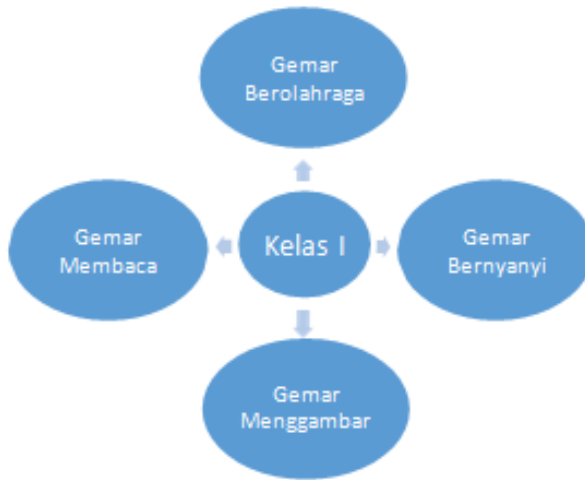 Gemar
Berolahraga
Gemar
Membaca
Kelas I
Gemar
Bernyanyi
Gemar
Menggambar